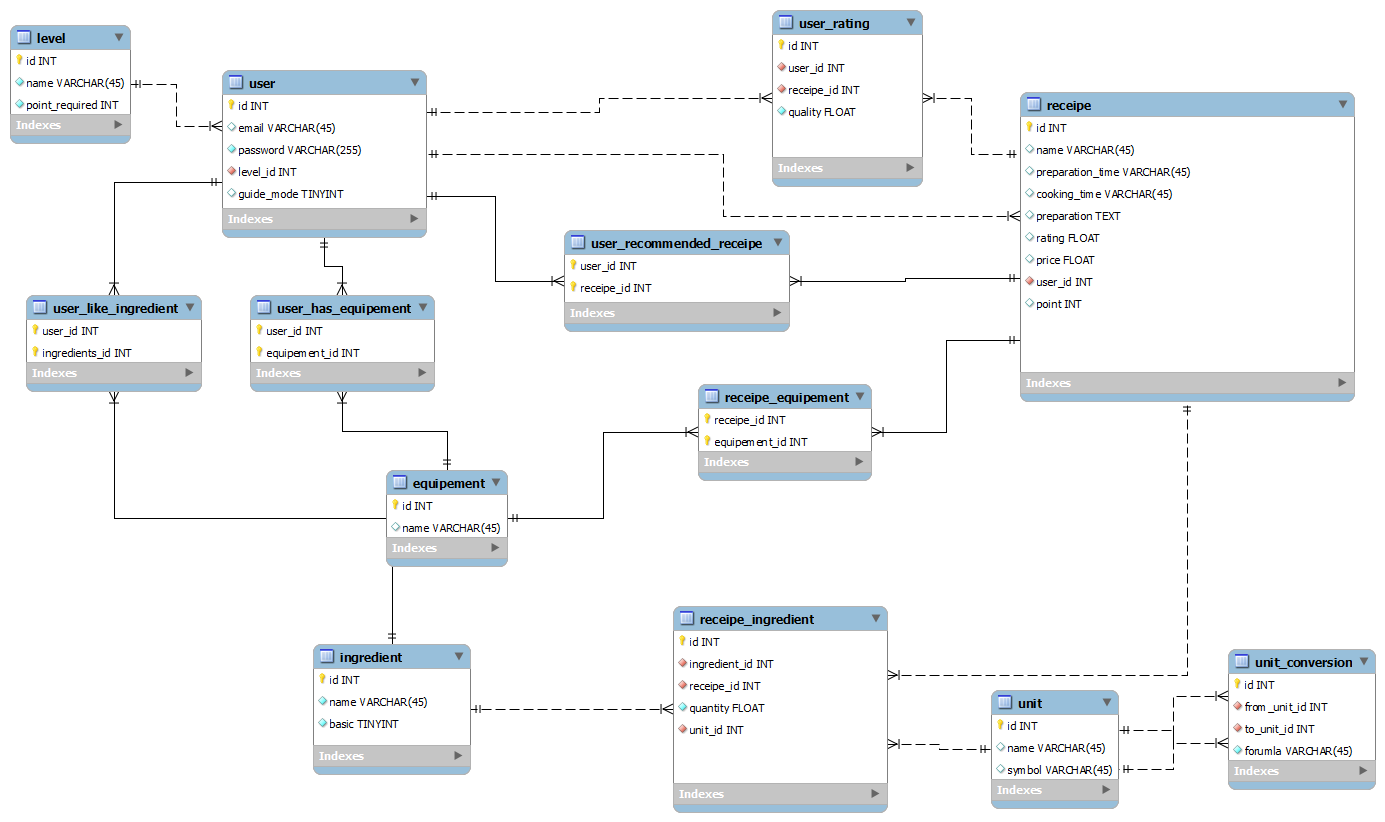 level
id INT
name VARCHAR(45)
point_required INT
Indexes
user
id INT
email VARCHAR(45)
password VARCHAR(255)
level_id INT
guide_mode TINYINT
Indexes
user_rating
id INT
user_id INT
receipe_id INT
quality FLOAT
Indexes
receipe
id INT
name VARCHAR(45)
preparation_time VARCHAR(45)
cooking_time VARCHAR(45)
preparation TEXT
rating FLOAT
price FLOAT
user_id INT
point INT
Indexes
user_recommended_receipe
user_id INT
receipe_id INT
Indexes
user_like_ingredient
user_id INT
ingredients_id INT
Indexes
user_has_equipement
user_id INT
equipement_id INT
Indexes
receipe_equipement
receipe_id INT
equipement_id INT
Indexes
equipement
id INT
name VARCHAR(45)
Indexes
ingredient
id INT
name VARCHAR(45)
basic TINYINT
Indexes
receipe_ingredient
id INT
ingredient_id INT
receipe_id INT
quantity FLOAT
unit_id INT
Indexes
unit
id INT
name VARCHAR(45)
symbol VARCHAR(45)
Indexes
unit_conversion
id INT
from_unit_id INT
to_unit_id INT
forumla VARCHAR(45)
Indexes